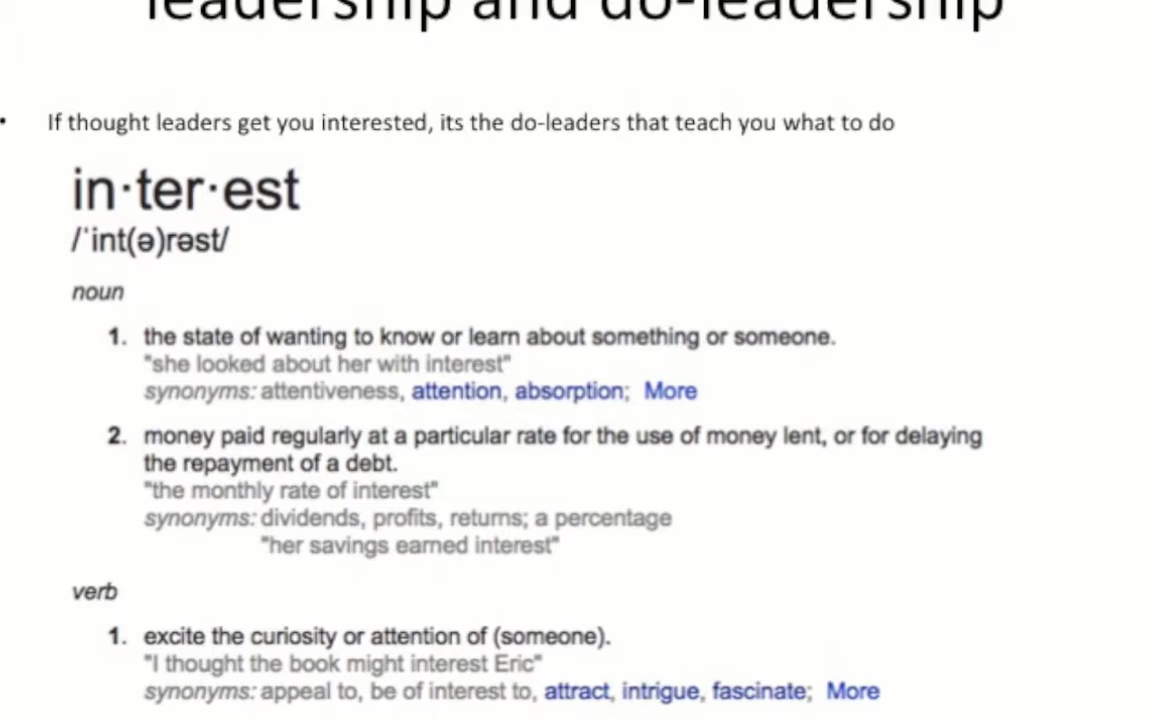 leadership and do-leadership
• If thought leaders get you interested, its the do-leaders that teach you what to do
in·ter·est
/ˈint(ə)rəst/
noun
1. the state of wanting to know or learn about something or someone.
"she looked about her with interest"
synonyms: attentiveness, attention, absorption; More
2. money paid regularly at a particular rate for the use of money lent, or for delaying
the repayment of a debt.
"the monthly rate of interest"
synonyms: dividends, profits, returns; a percentage
"her savings earned interest"
verb
1. excite the curiosity or attention of (someone).
"I thought the book might interest Eric"
synonyms: appeal to, be of interest to, attract, intrigue, fascinate; More